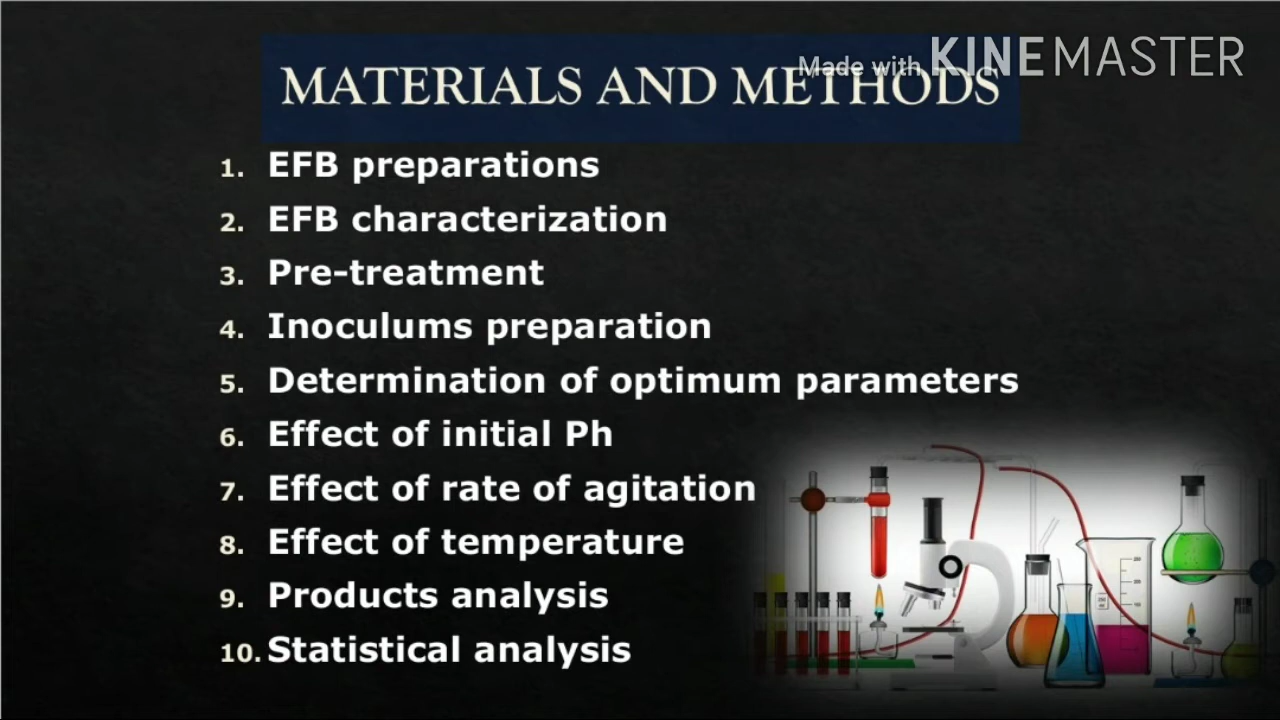 Made with KINEMASTER
MATERIALS AND METHODS
1. EFB preparations
2. EFB characterization
3. Pre-treatment
4. Inoculums preparation
5. Determination of optimum parameters
6. Effect of initial Ph
7. Effect of rate of agitation
8. Effect of temperature
9. Products analysis
10. Statistical analysis